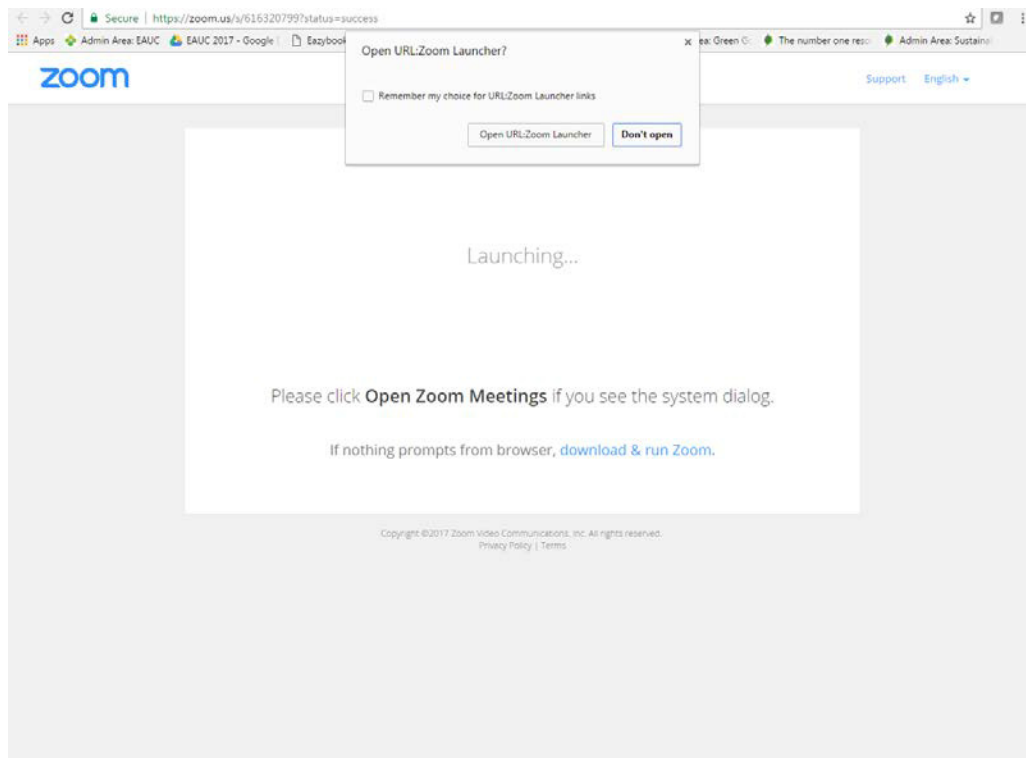 Secure | https://zoom.us/s/616320799?status=success
Apps Admin Area: EAUC EAUC 2017 - Google Eazybook ea: Green G The number one reso Admin Area: Sustaina
Open URL:Zoom Launcher?
x
Remember my choice for URL:Zoom Launcher links
Open URL:Zoom Launcher Don't open
zoom Support English
Launching...
Please click Open Zoom Meetings if you see the system dialog.
If nothing prompts from browser, download & run Zoom.
Copyright ©2017 Zoom Video Communications, Inc. All rights reserved.
Privacy Policy | Terms